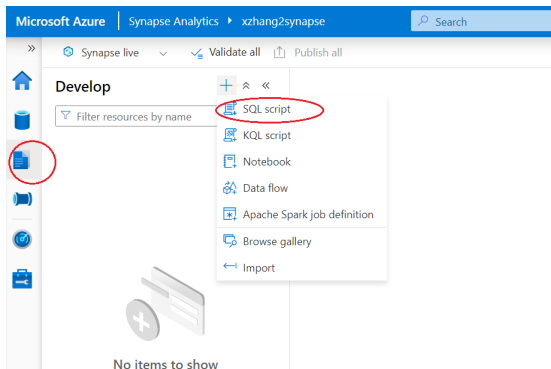 Microsoft Azure Synapse Analytics xzhang2synapse Search
Synapse live Validate all Publish all
Develop
Filter resources by name
SQL script
KQL script
Notebook
Data flow
Apache Spark job definition
Browse gallery
Import
No items to show